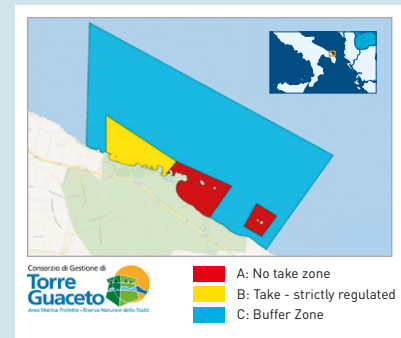 Consorzio di Gestione di
Torre
Guaceto
Area Marina Protetta - Riserva Naturale dello Stato
A: No take zone
B: Take - strictly regulated
C: Buffer Zone